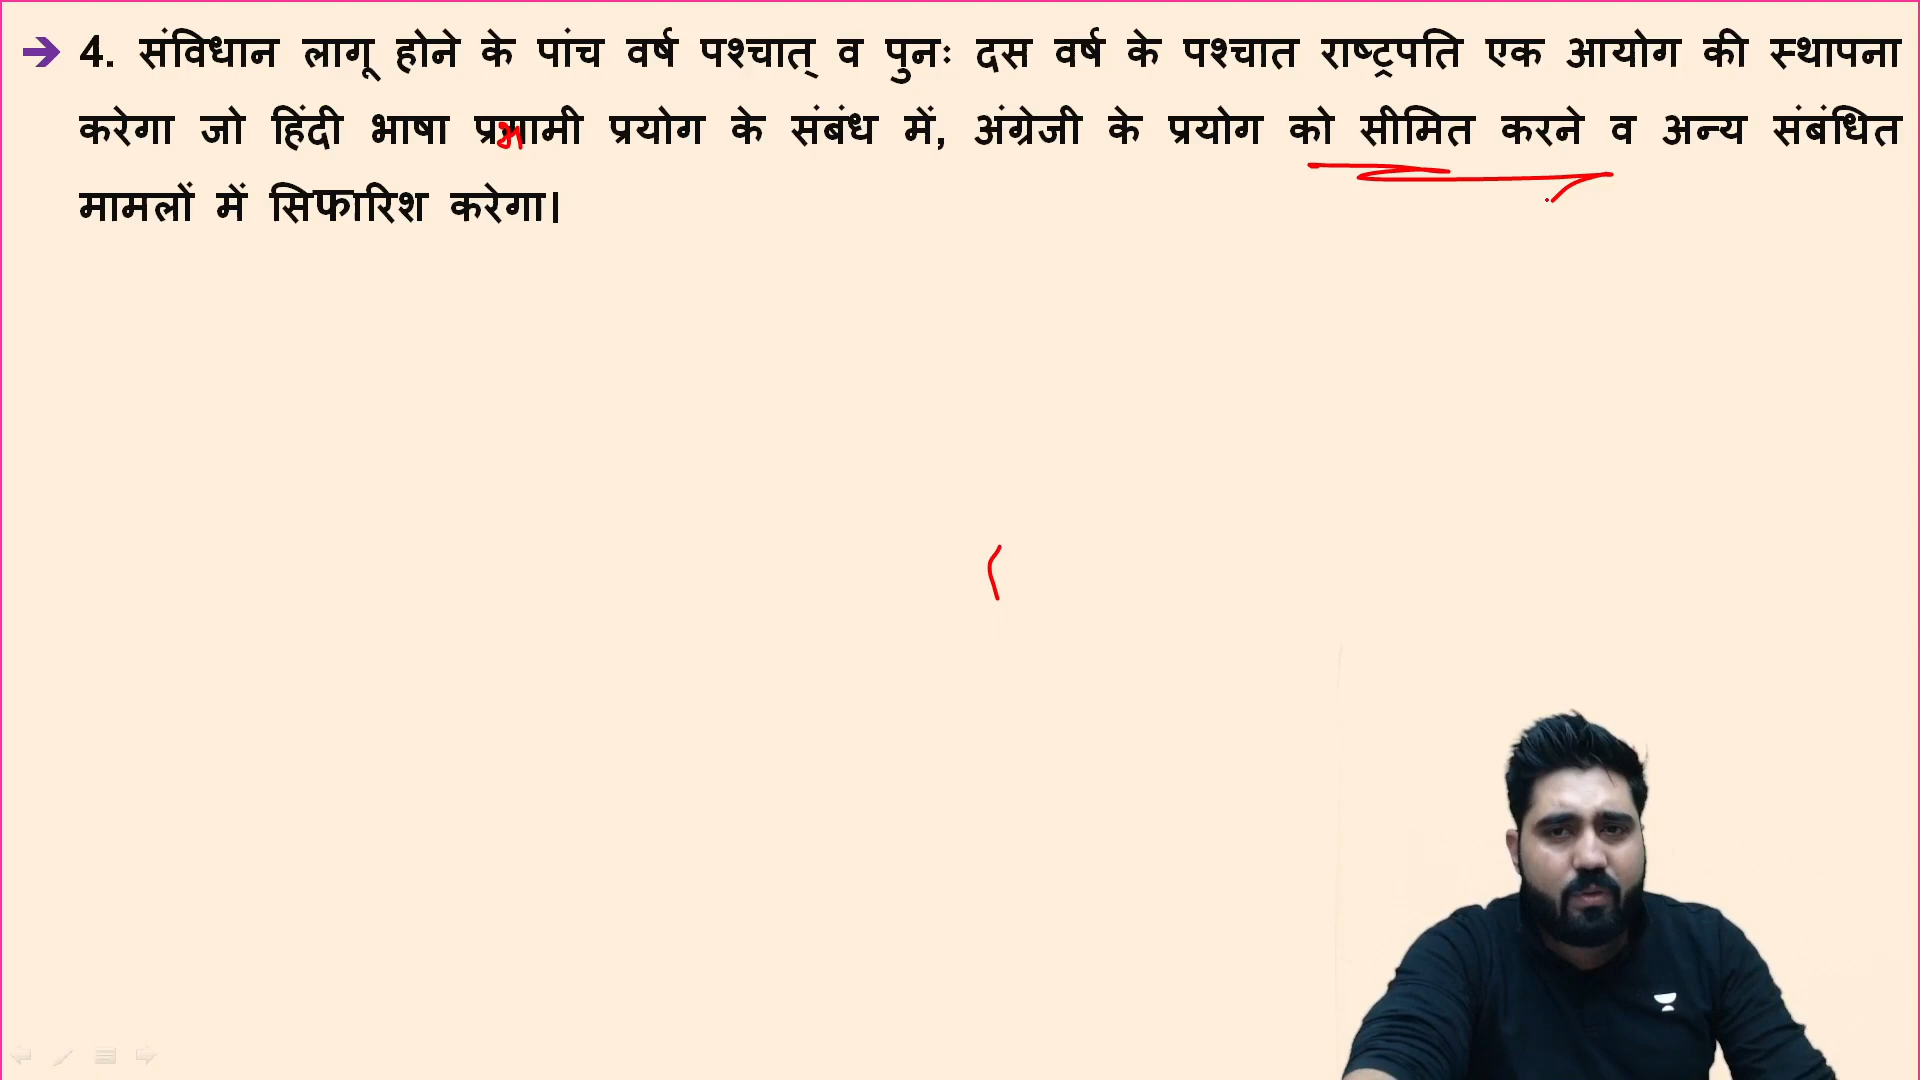 4. संविधान लागू होने के पांच वर्ष पश्चात् व पुनः दस वर्ष के पश्चात राष्ट्रपति एक आयोग की स्थापना
करेगा जो हिंदी भाषा प्रगामी प्रयोग के संबंध में, अंग्रेजी के प्रयोग को सीमित करने व अन्य संबंधित
मामलों में सिफारिश करेगा।